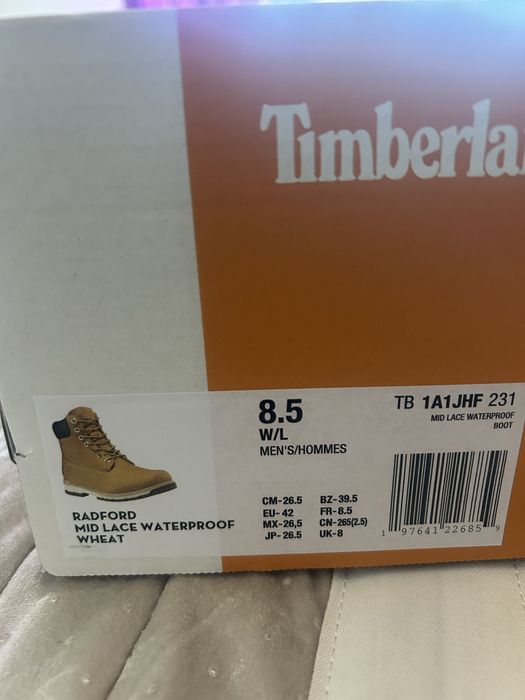 Timberla
8.5
W/L
MEN'S/HOMMES
TB 1A1JHF 231
MID LACE WATERPROOF
BOOT
CM-26.5 BZ-39.5
EU- 42 FR-8.5
MX-26,5 CN-265(2.5)
JP- 26.5 UK-8
RADFORD
MID LACE WATERPROOF
WHEAT
1 97641 22685 9